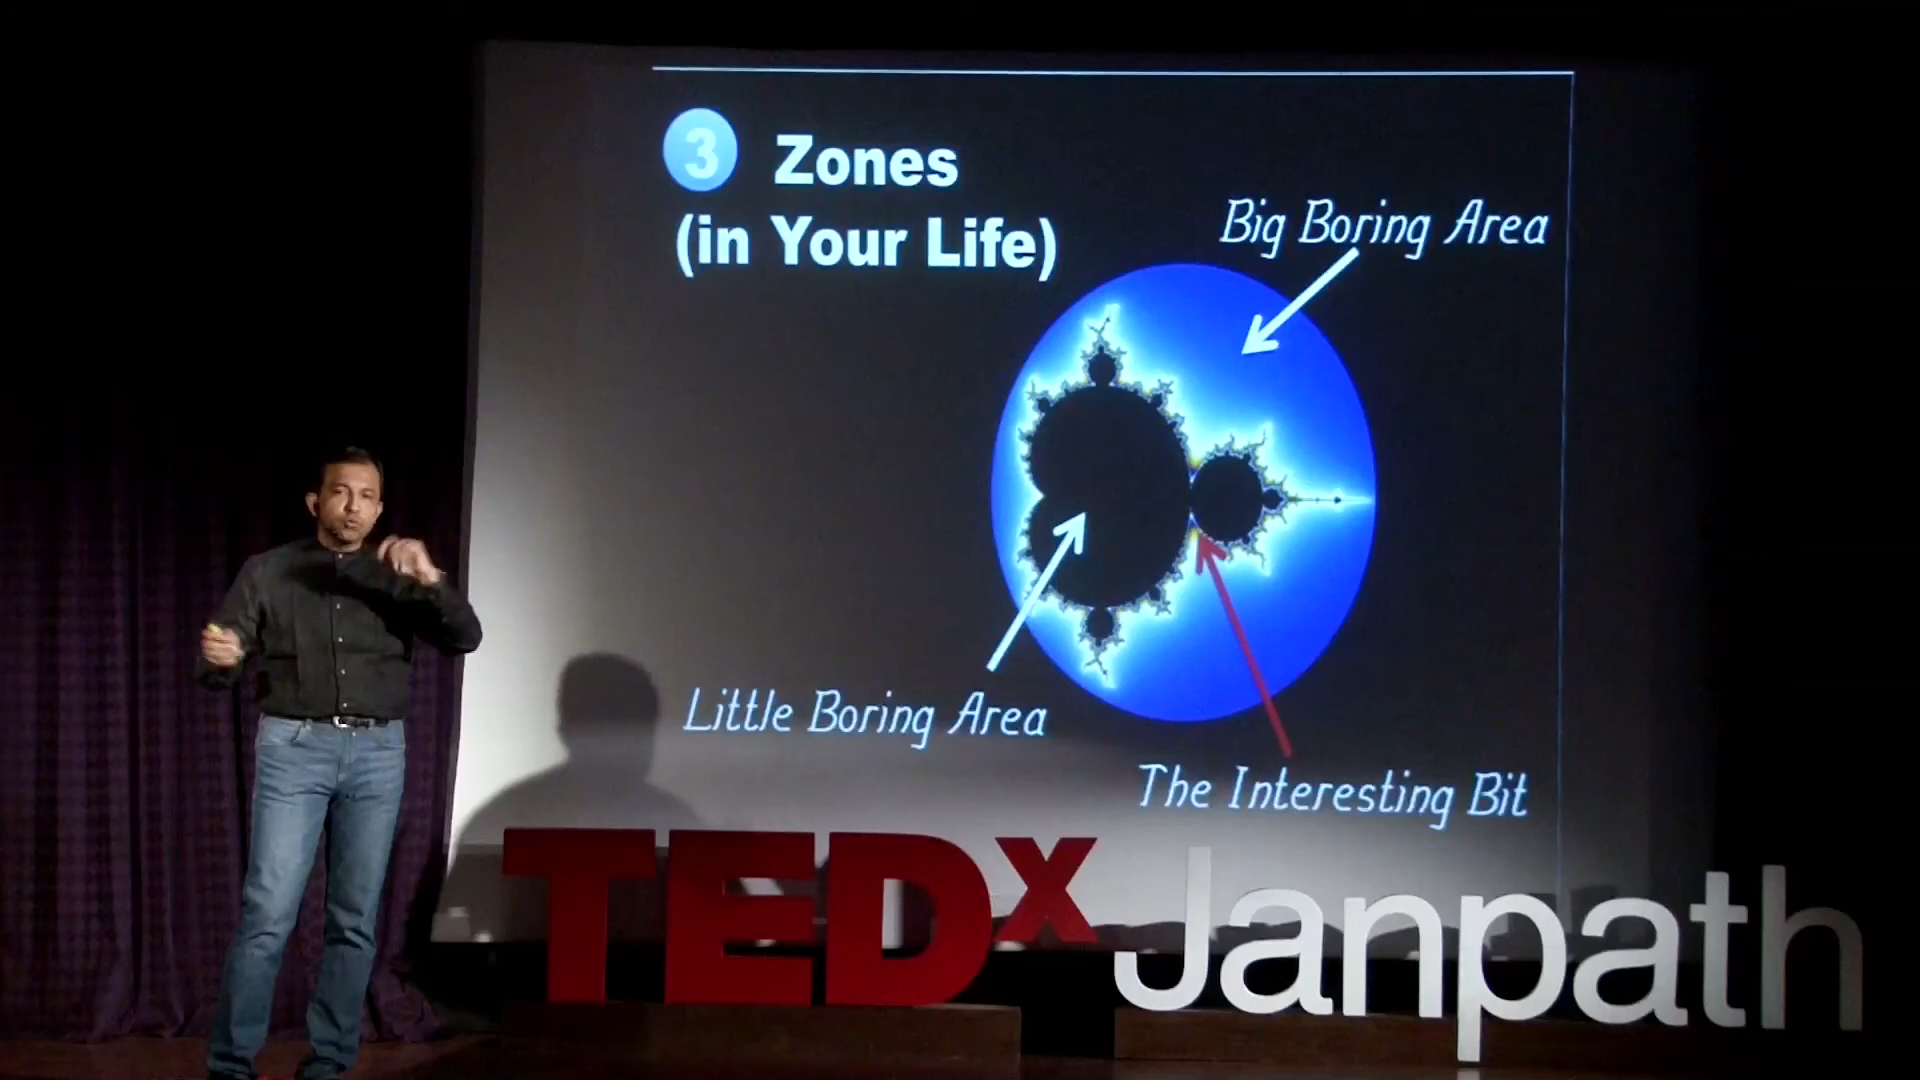 3 Zones
(in Your Life)
Big Boring Area
Little Boring Area
The Interesting Bit
TEDx Janpath